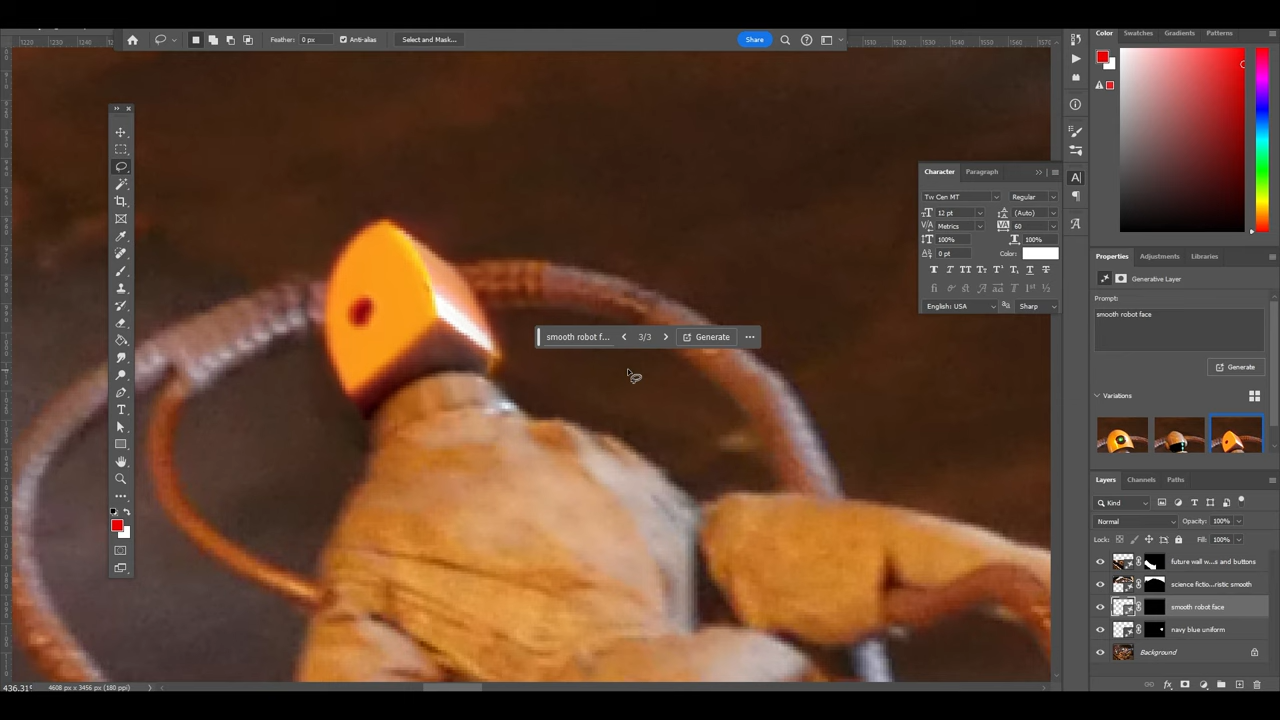 Feather: 0 px Anti-alias Select and Mask... Share
Color Swatches Gradients Patterns
Character Paragraph
Tw Cen MT Regular
12 pt (Auto)
Metrics 60
100% 100%
0 pt Color:
English: USA Sharp
Properties Adjustments Libraries
Generative Layer
Prompt:
smooth robot face
Generate
Variations
smooth robot f... 3/3 Generate
Layers Channels Paths
Kind
Normal Opacity: 100%
Lock: Fill: 100%
future wall w...s and buttons
science fictio...ristic smooth
smooth robot face
navy blue uniform
Background
436.31% 4608 px x 3456 px (180 ppi)